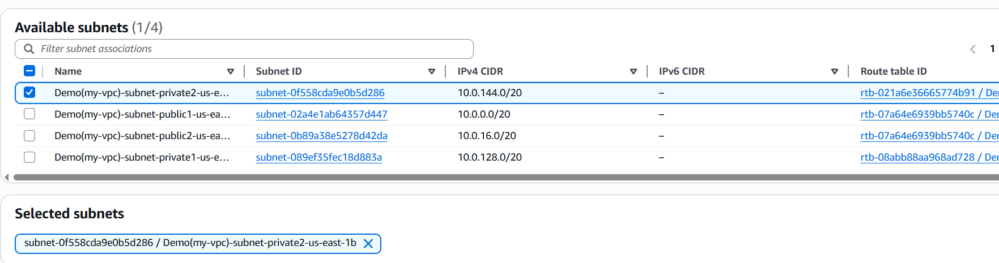 Available subnets (1/4)
Filter subnet associations
1
Name Subnet ID IPv4 CIDR IPv6 CIDR Route table ID
Demo(my-vpc)-subnet-private2-us-e... subnet-0f558cda9e0b5d286 10.0.144.0/20 – rtb-021a6e36665774b91 / De
Demo(my-vpc)-subnet-public1-us-ea... subnet-02a4e1ab64357d447 10.0.0.0/20 – rtb-07a64e6939bb5740c / De
Demo(my-vpc)-subnet-public2-us-ea... subnet-0b89a38e5278d42da 10.0.16.0/20 – rtb-07a64e6939bb5740c / De
Demo(my-vpc)-subnet-private1-us-e... subnet-089ef35fec18d883a 10.0.128.0/20 – rtb-08abb88aa968ad728 / De
Selected subnets
subnet-0f558cda9e0b5d286 / Demo(my-vpc)-subnet-private2-us-east-1b